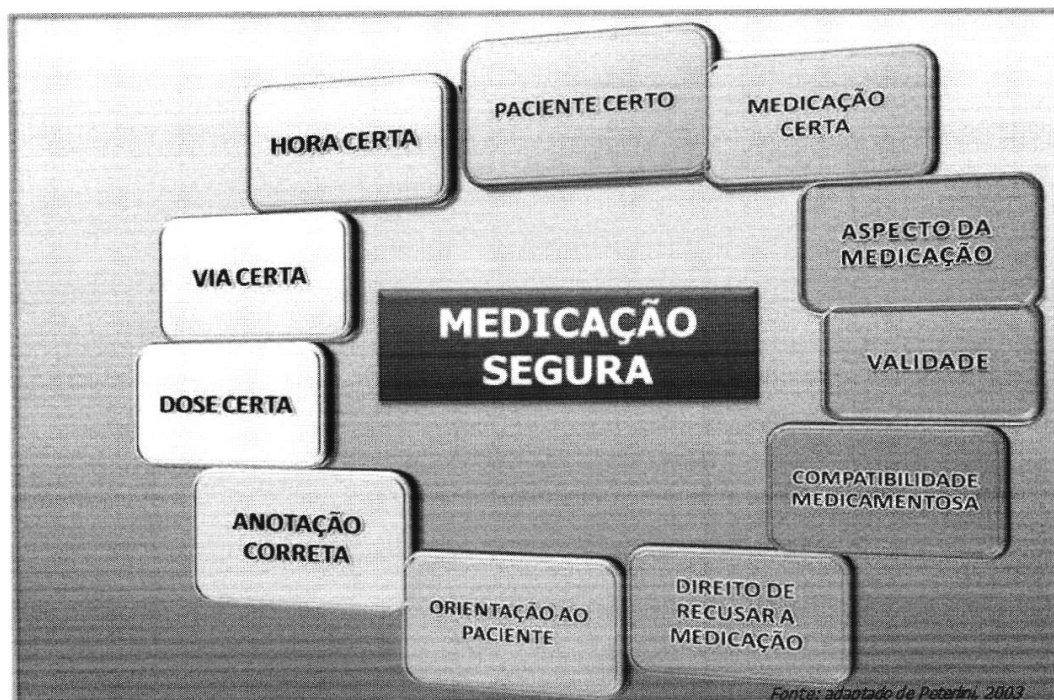 PACIENTE CERTO
MEDICAÇÃO
CERTA
ASPECTO DA
MEDICAÇÃO
VALIDADE
COMPATIBILIDADE
MEDICAMENTOSA
DIREITO DE
RECUSAR A
MEDICAÇÃO
ORIENTAÇÃO AO
PACIENTE
ANOTAÇÃO
CORRETA
DOSE CERTA
VIA CERTA
HORA CERTA
MEDICAÇÃO
SEGURA
Fonte: adaptado de Peterlini, 2003